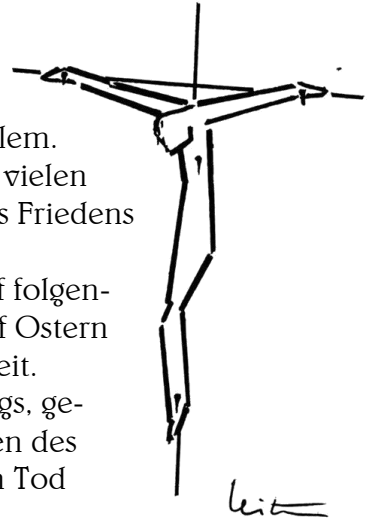 lem.
vielen
s Friedens
f folgen-
f Ostern
eit.
gs, ge-
en des
n Tod